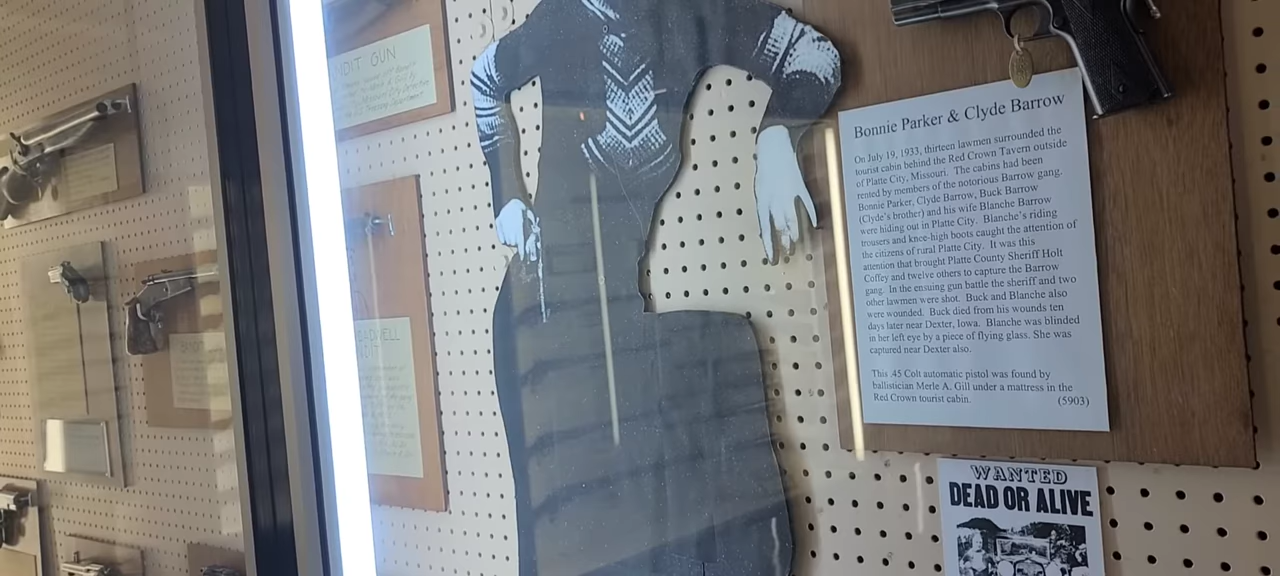 DIT GUN
Bonnie Parker & Clyde Barrow
On July 19, 1933, thirteen lawmen surrounded the
tourist cabin behind the Red Crown Tavern outside
of Platte City, Missouri. The cabins had been
rented by members of the notorious Barrow gang.
Bonnie Parker, Clyde Barrow, Buck Barrow
(Clyde's brother) and his wife Blanche Barrow
were hiding out in Platte City. Blanche's riding
trousers and knee-high boots caught the attention of
the citizens of rural Platte City. It was this
attention that brought Platte County Sheriff Holt
Coffey and twelve others to capture the Barrow
gang. In the ensuing gun battle the sheriff and two
other lawmen were shot. Buck and Blanche also
were wounded. Buck died from his wounds ten
days later near Dexter, Iowa. Blanche was blinded
in her left eye by a piece of flying glass. She was
captured near Dexter also.
This .45 Colt automatic pistol was found by
ballistician Merle A. Gill under a mattress in the
Red Crown tourist cabin. (5903)
WANTED
DEAD OR ALIVE